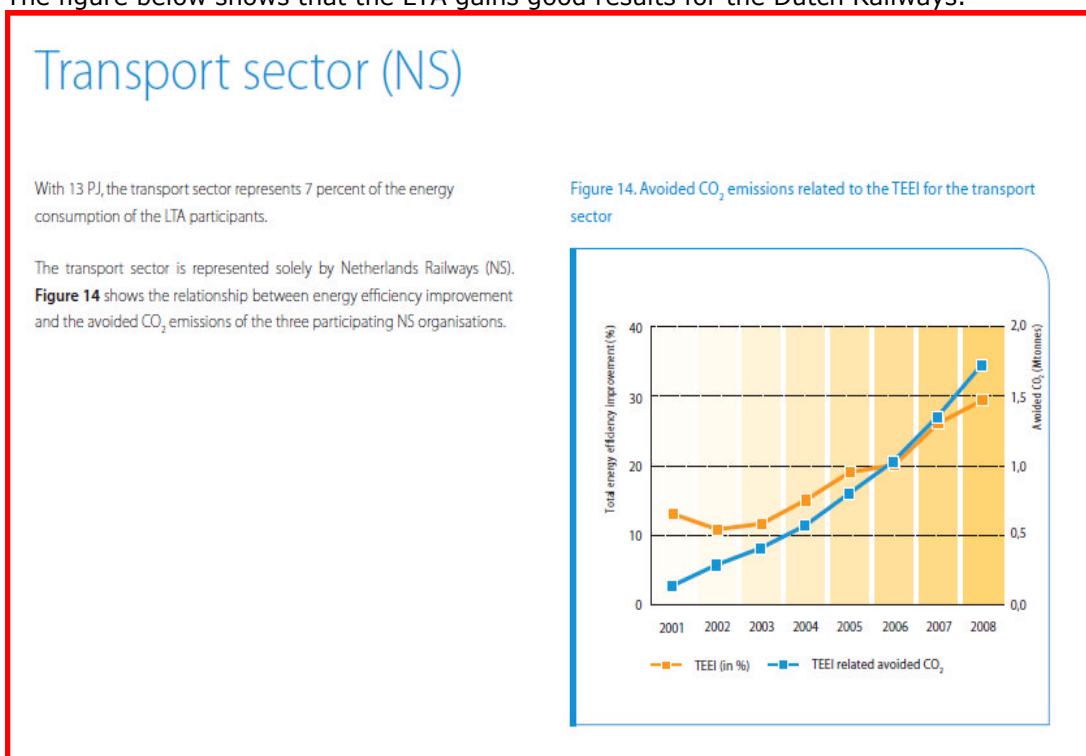 The figure below shows that the LTA gains good results for the Dutch Railways.
Transport sector (NS)
With 13 PJ, the transport sector represents 7 percent of the energy
consumption of the LTA participants.
The transport sector is represented solely by Netherlands Railways (NS).
Figure 14 shows the relationship between energy efficiency improvement
and the avoided CO₂ emissions of the three participating NS organisations.
Figure 14. Avoided CO₂ emissions related to the TEEI for the transport
sector
Total energy efficiency improvement (%)
40
30
20
10
0
2,0
1,5
1,0
0,5
0,0
Avoided CO₂ (Mtonnes)
2001 2002 2003 2004 2005 2006 2007 2008
TEEI (in %) TEEI related avoided CO₂